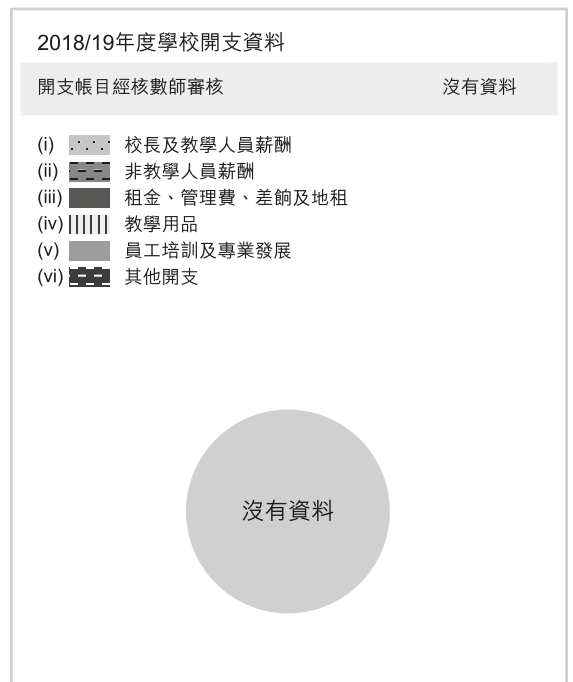 2018/19年度學校開支資料
開支帳目經核數師審核 沒有資料
(i) 校長及教學人員薪酬
(ii) 非教學人員薪酬
(iii) 租金、管理費、差餉及地租
(iv) 教學用品
(v) 員工培訓及專業發展
(vi) 其他開支
沒有資料